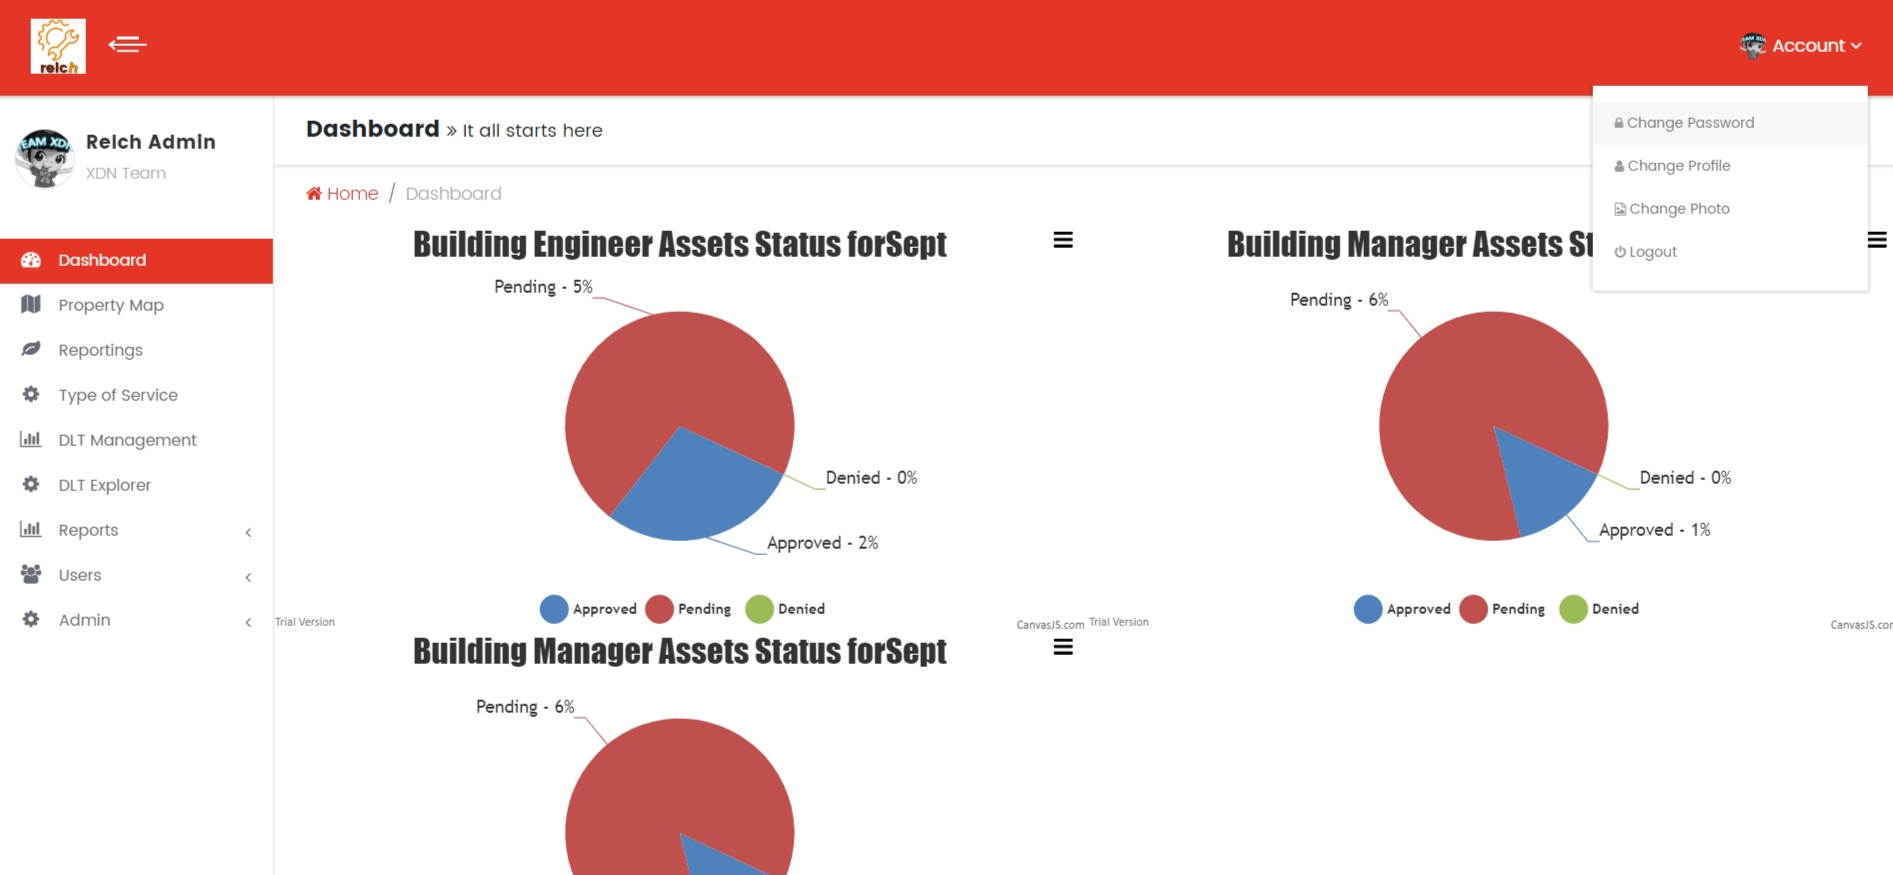 relch
Account
Change Password
Change Profile
Change Photo
Logout
EAM XD
Relch Admin
XDN Team
Dashboard
Property Map
Reportings
Type of Service
DLT Management
DLT Explorer
Reports
Users
Admin
Dashboard » It all starts here
Home / Dashboard
Building Engineer Assets Status forSept
Pending - 5%
Denied - 0%
Approved - 2%
Approved Pending Denied
Trial Version
CanvasJS.com
Building Manager Assets St
Pending - 6%
Denied - 0%
Approved - 1%
Approved Pending Denied
Trial Version
CanvasJS.cor
Building Manager Assets Status forSept
Pending - 6%